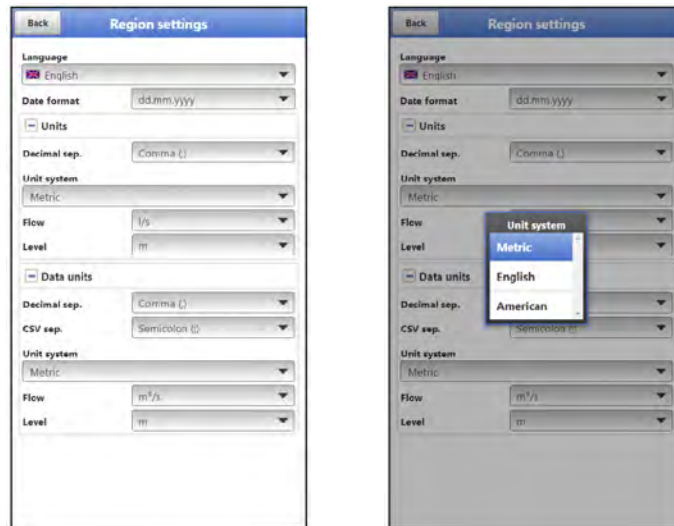 Back
Region settings
Language
English
Date format dd.mm.yyyy
Units
Decimal sep. Comma (,)
Unit system
Metric
Flow l/s
Level m
Data units
Decimal sep. Comma (,)
CSV sep. Semicolon (;)
Unit system
Metric
Flow m³/s
Level m
Back
Region settings
Language
English
Date format dd.mm.yyyy
Units
Decimal sep. Comma (,)
Unit system
Metric
Flow
Level
Unit system
Metric
English
American
Data units
Decimal sep.
CSV sep. Semicolon (;)
Unit system
Metric
Flow m³/s
Level m